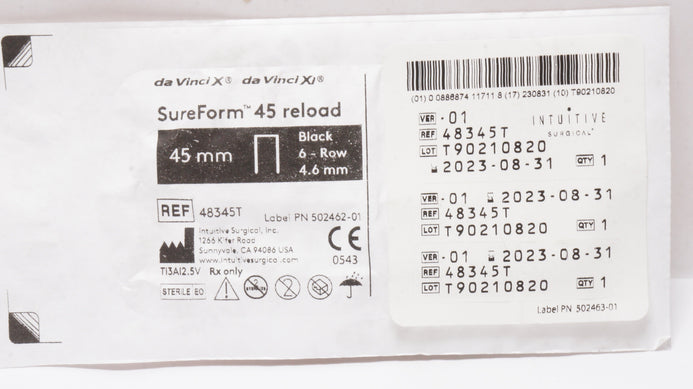 da Vinci X® da Vinci Xi®
SureForm™ 45 reload
45 mm
Black
6 - Row
4.6 mm
REF 48345T Label PN 502462-01
Intuitive Surgical, Inc.
1266 Kifer Road
Sunnyvale, CA 94086 USA
www.intuitivesurgical.com
CE
0543
Ti3Al2.5V Rx only
STERILE EO
(01) 0 0886874 11711 8 (17) 230831 (10) T90210820
VER - 01
REF 48345T
LOT T90210820
2023-08-31 QTY 1
INTUITIVE
SURGICAL®
VER - 01 2023-08-31
REF 48345T
LOT T90210820 QTY 1
VER - 01 2023-08-31
REF 48345T
LOT T90210820 QTY 1
Label PN 502463-01